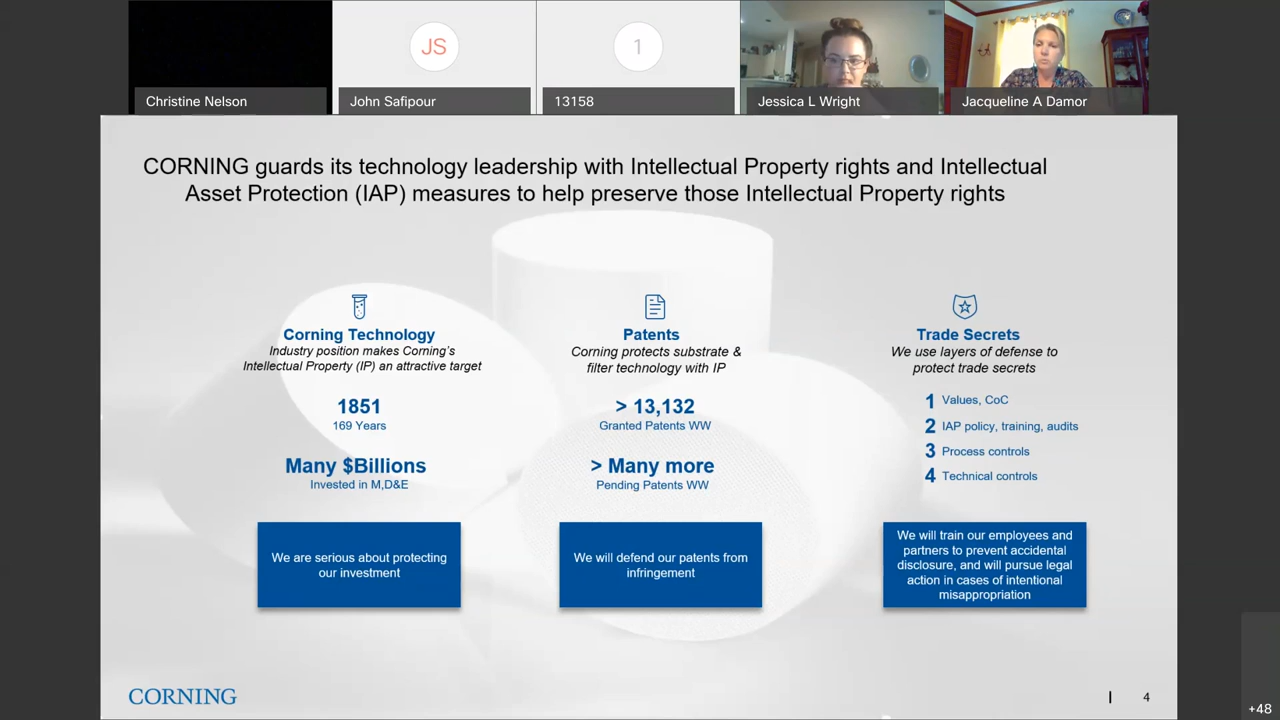 JS
1
Christine Nelson
John Safipour
13158
Jessica L Wright
Jacqueline A Damor
CORNING guards its technology leadership with Intellectual Property rights and Intellectual
Asset Protection (IAP) measures to help preserve those Intellectual Property rights
Corning Technology
Industry position makes Corning's
Intellectual Property (IP) an attractive target
1851
169 Years
Many $Billions
Invested in M,D&E
We are serious about protecting
our investment
Patents
Corning protects substrate &
filter technology with IP
> 13,132
Granted Patents WW
> Many more
Pending Patents WW
We will defend our patents from
infringement
Trade Secrets
We use layers of defense to
protect trade secrets
1 Values, CoC
2 IAP policy, training, audits
3 Process controls
4 Technical controls
We will train our employees and
partners to prevent accidental
disclosure, and will pursue legal
action in cases of intentional
misappropriation
CORNING
4
+48